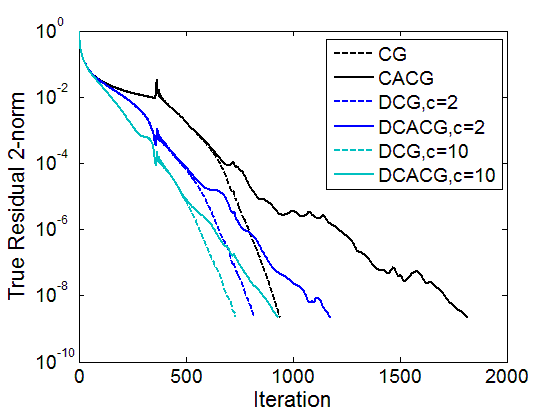 10^0
10^-2
10^-4
10^-6
10^-8
10^-10
True Residual 2-norm
0 500 1000 1500 2000
Iteration
CG
CACG
DCG,c=2
DCACG,c=2
DCG,c=10
DCACG,c=10